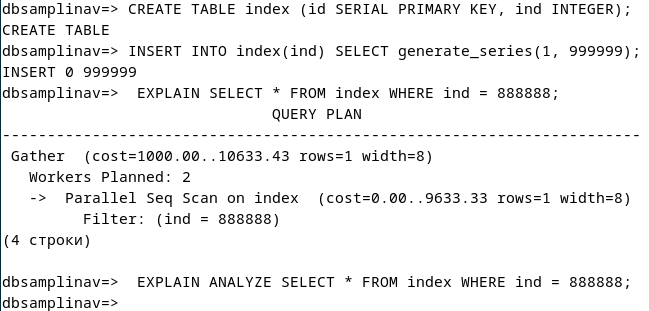 dbsamplinav=> CREATE TABLE index (id SERIAL PRIMARY KEY, ind INTEGER);
CREATE TABLE
dbsamplinav=> INSERT INTO index(ind) SELECT generate_series(1, 999999);
INSERT 0 999999
dbsamplinav=>  EXPLAIN SELECT * FROM index WHERE ind = 888888;
                              QUERY PLAN
-----------------------------------------------------------------------
 Gather  (cost=1000.00..10633.43 rows=1 width=8)
   Workers Planned: 2
   ->  Parallel Seq Scan on index  (cost=0.00..9633.33 rows=1 width=8)
         Filter: (ind = 888888)
(4 строки)

dbsamplinav=>  EXPLAIN ANALYZE SELECT * FROM index WHERE ind = 888888;
dbsamplinav=>